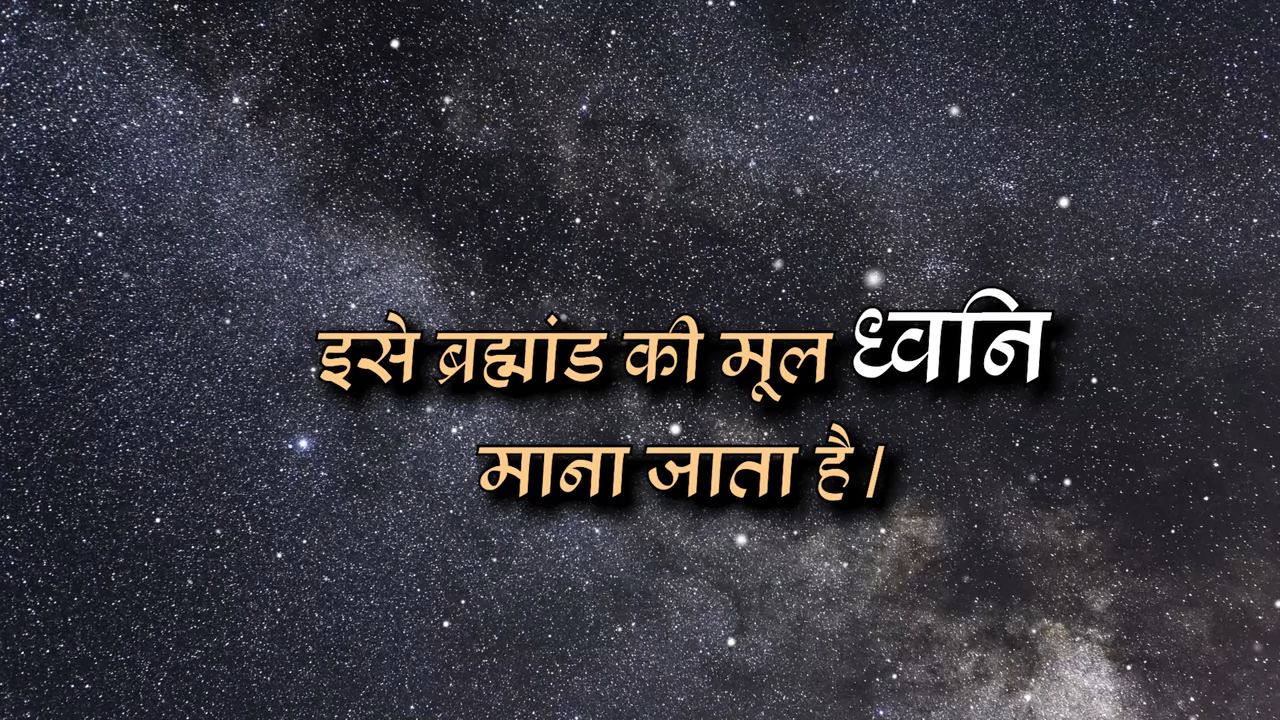 इसे ब्रह्मांड की मूल ध्वनि
माना जाता है।